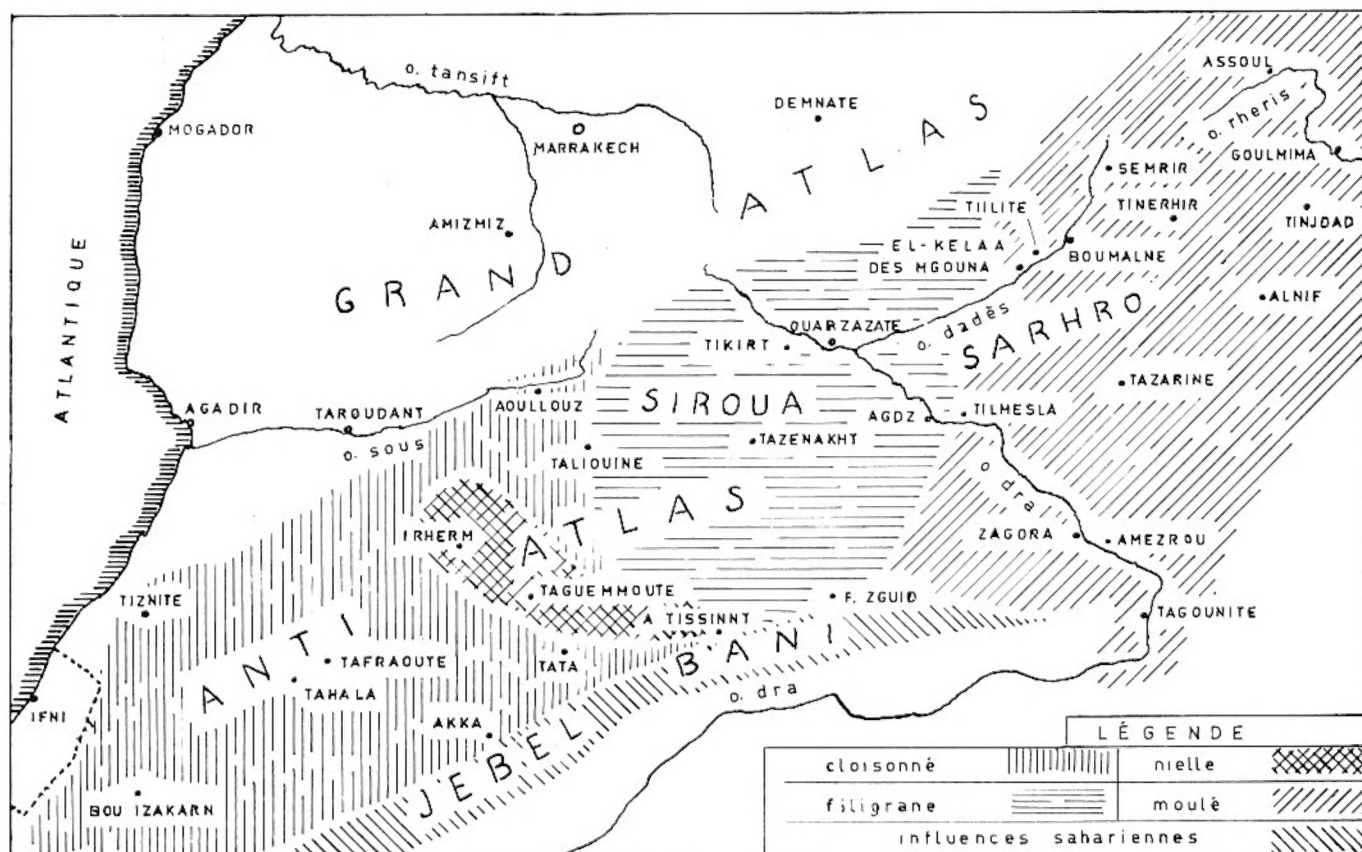 ASSOUL
o. tansift
DEMNATE
o. rheris
MOGADOR
MARRAKECH
GOULMIMA
SEMRIR
GRAND ATLAS
TIILITE
TINERHIR
TINJDAD
AMIZMIZ
EL-KELAA
DES MGOUNA
BOUMALNE
ATLANTIQUE
ALNIF
o. dadès
OUARZAZATE
TIKIRT
SARHRO
TAZARINE
AGADIR
TAROUDANT
AOULLOUZ
SIROUA
AGDZ
TILHESLA
o. sous
TALIOUINE
TAZENAKHT
o. dra
IRHERM
ANTI ATLAS
ZAGORA
AMEZROU
TIZNITE
TAGUEMMOUTE
F. ZGUID
TAGOUNITE
A TISSINNT
TAFRAOUTE
TATA
JEBEL BANI
TAHALA
o. dra
IFNI
AKKA
BOU IZAKARN
LÉGENDE
cloisonné
nielle
filigrane
moulé
influences sahariennes